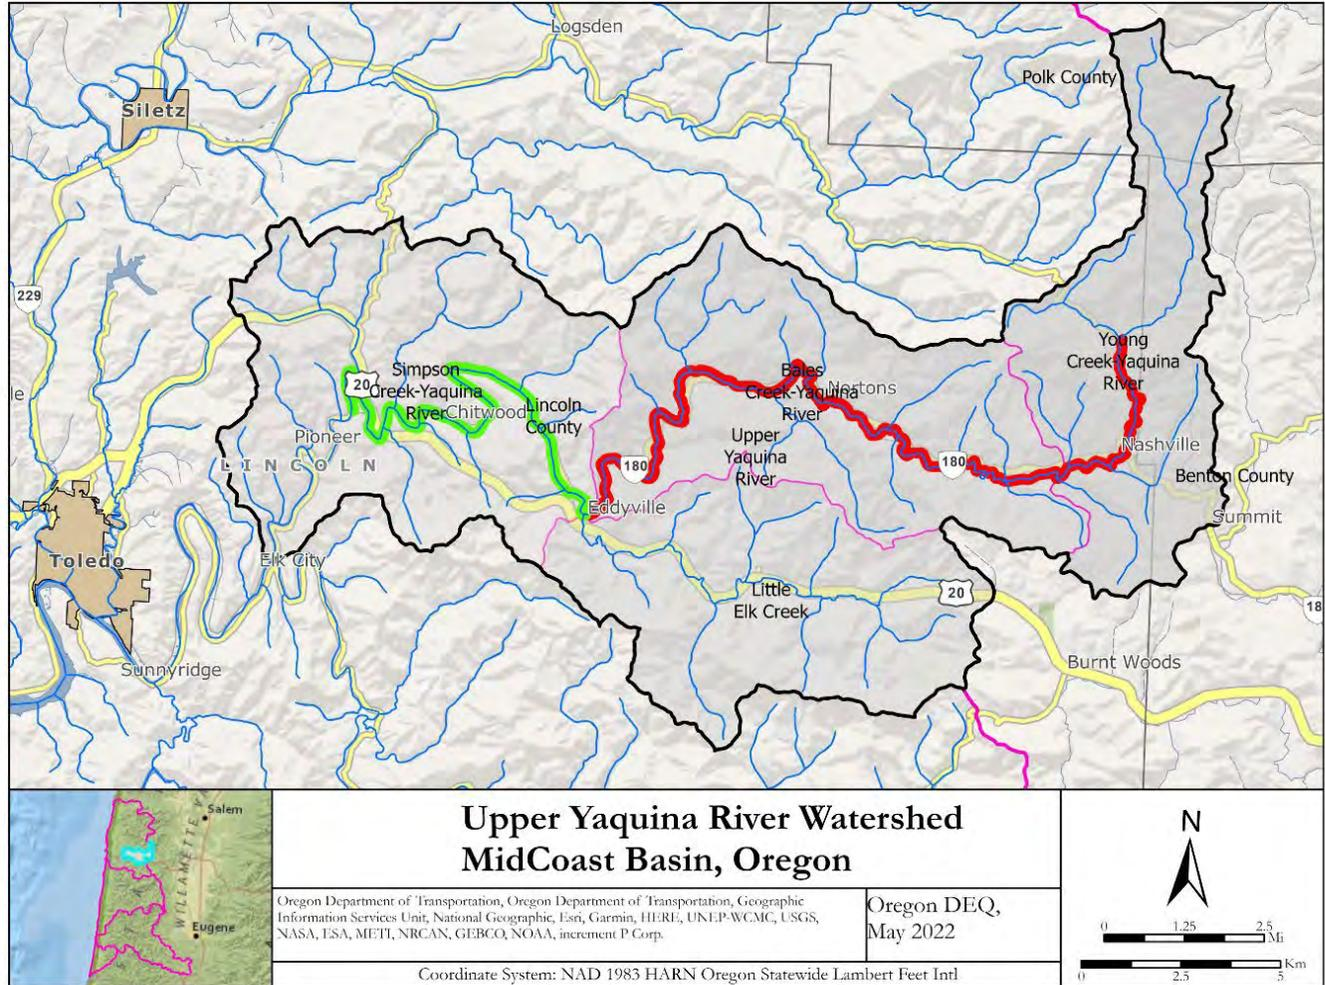 Logsden
Polk County
Siletz
229
le
20
Simpson
Creek-Yaquina
River
Chitwood
Lincoln
County
Pioneer
LINCOLN
Bales
Creek-Yaquina
River
Nortons
Upper
Yaquina
River
Young
Creek-Yaquina
River
180
180
Nashville
Benton County
Summit
Eddyville
Toledo
Elk City
Little
Elk Creek
20
18
Sunnyridge
Burnt Woods
Salem
WILLAMETTE V
Eugene
Upper Yaquina River Watershed
MidCoast Basin, Oregon
Oregon Department of Transportation, Oregon Department of Transportation, Geographic
Information Services Unit, National Geographic, Esri, Garmin, HERE, UNEP-WCMC, USGS,
NASA, ESA, METI, NRCAN, GEBCO, NOAA, increment P Corp.
Oregon DEQ,
May 2022
Coordinate System: NAD 1983 HARN Oregon Statewide Lambert Feet Intl
N
0 1.25 2.5
Mi
Km
0 2.5 5